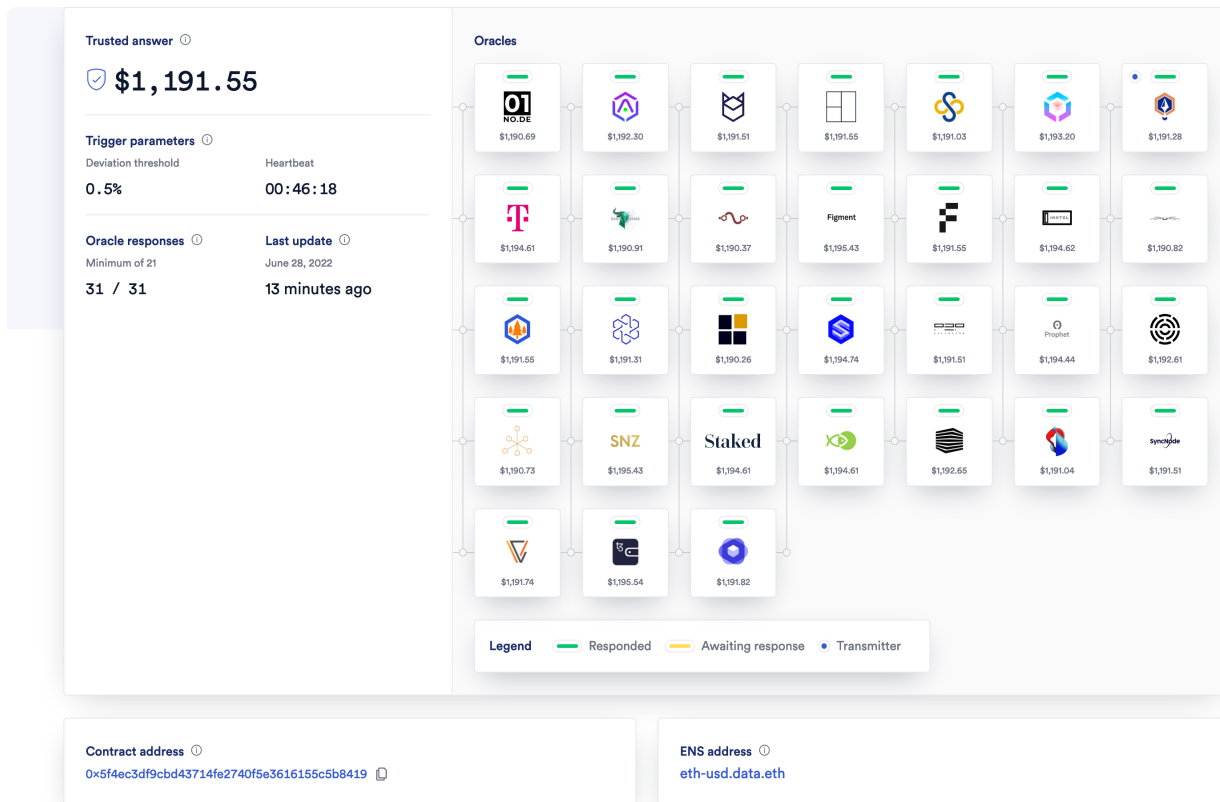 Trusted answer
$1,191.55
Trigger parameters
Deviation threshold
Heartbeat
0.5%
00:46:18
Oracle responses
Last update
Minimum of 21
June 28, 2022
31 / 31
13 minutes ago
Oracles
01
NO.DE
$1,190.69
$1,192.30
$1,191.51
$1,191.55
$1,191.03
$1,193.20
$1,191.28
T
$1,194.61
$1,190.91
$1,190.37
Figment
$1,195.43
$1,191.55
$1,194.62
$1,190.82
$1,191.55
$1,191.31
$1,190.26
$1,194.74
$1,191.51
Prophet
$1,194.44
$1,192.61
$1,190.73
SNZ
$1,195.43
Staked
$1,194.61
$1,194.61
$1,192.65
$1,191.04
SyncNode
$1,191.51
$1,191.74
$1,195.54
$1,191.82
Legend
Responded
Awaiting response
Transmitter
Contract address
0x5f4ec3df9cbd43714fe2740f5e3616155c5b8419
ENS address
eth-usd.data.eth